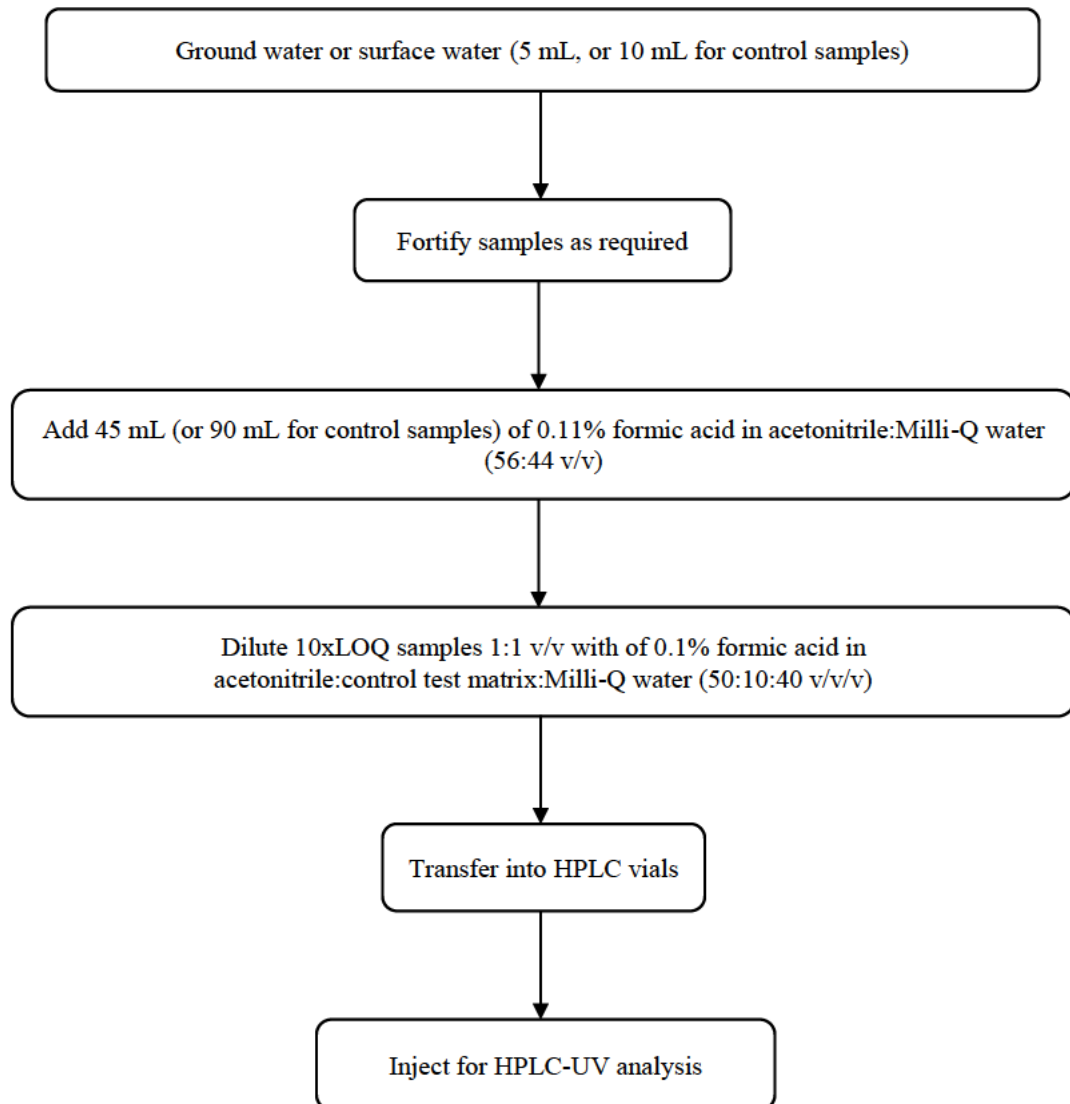 Ground water or surface water (5 mL, or 10 mL for control samples)
Fortify samples as required
Add 45 mL (or 90 mL for control samples) of 0.11% formic acid in acetonitrile:Milli-Q water
(56:44 v/v)
Dilute 10xLOQ samples 1:1 v/v with of 0.1% formic acid in
acetonitrile:control test matrix:Milli-Q water (50:10:40 v/v/v)
Transfer into HPLC vials
Inject for HPLC-UV analysis